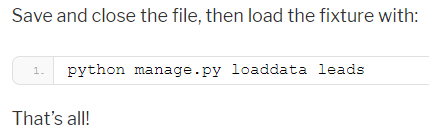 Save and close the file, then load the fixture with:
1. python manage.py loaddata leads
That's all!